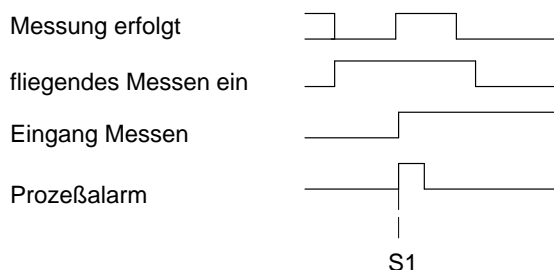 Messung erfolgt
fliegendes Messen ein
Eingang Messen
Prozeßalarm
S1